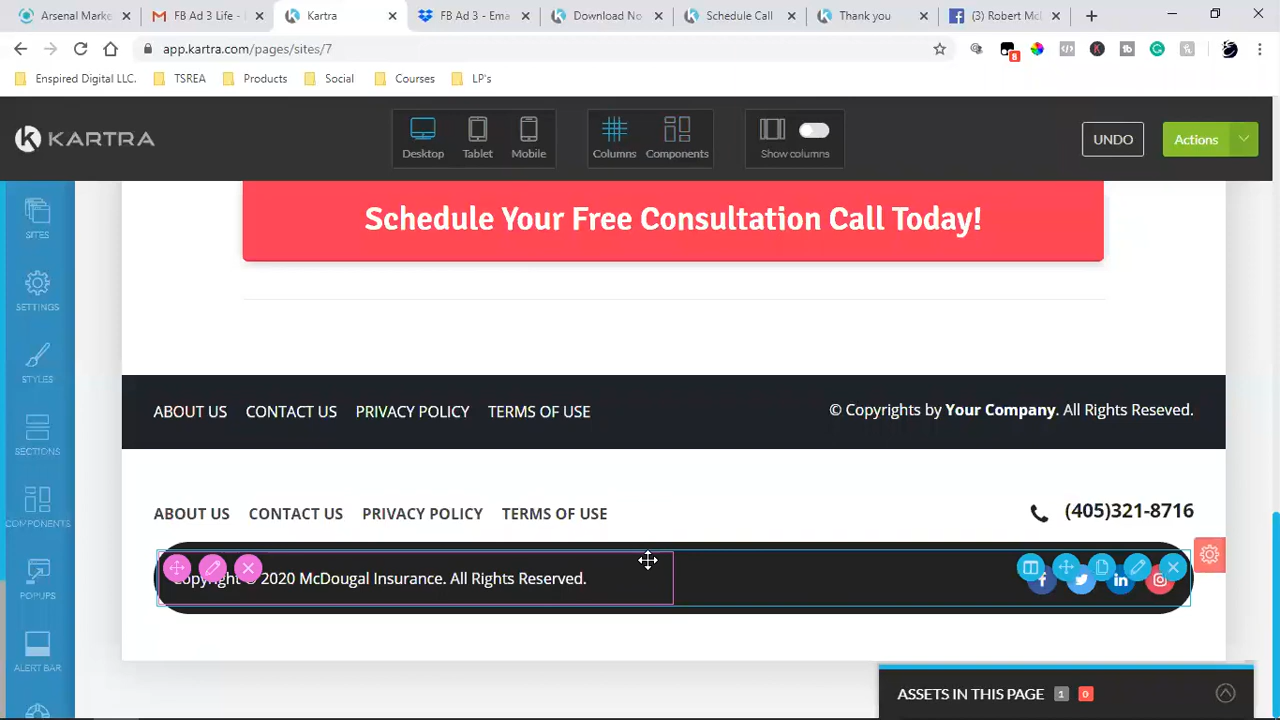 Arsenal Marke
FB Ad 3 Life - L
Kartra
FB Ad 3 - Ema
Download No
Schedule Call
Thank you
(3) Robert McD
app.kartra.com/pages/sites/7
8
Enspired Digital LLC.
TSREA
Products
Social
Courses
LP's
KARTRA
Desktop
Tablet
Mobile
Columns
Components
Show columns
UNDO
Actions
SITES
SETTINGS
STYLES
SECTIONS
COMPONENTS
POPUPS
ALERT BAR
Schedule Your Free Consultation Call Today!
ABOUT US CONTACT US PRIVACY POLICY TERMS OF USE
© Copyrights by Your Company. All Rights Reseved.
ABOUT US CONTACT US PRIVACY POLICY TERMS OF USE
(405)321-8716
Copyright © 2020 McDougal Insurance. All Rights Reserved.
ASSETS IN THIS PAGE 1 0